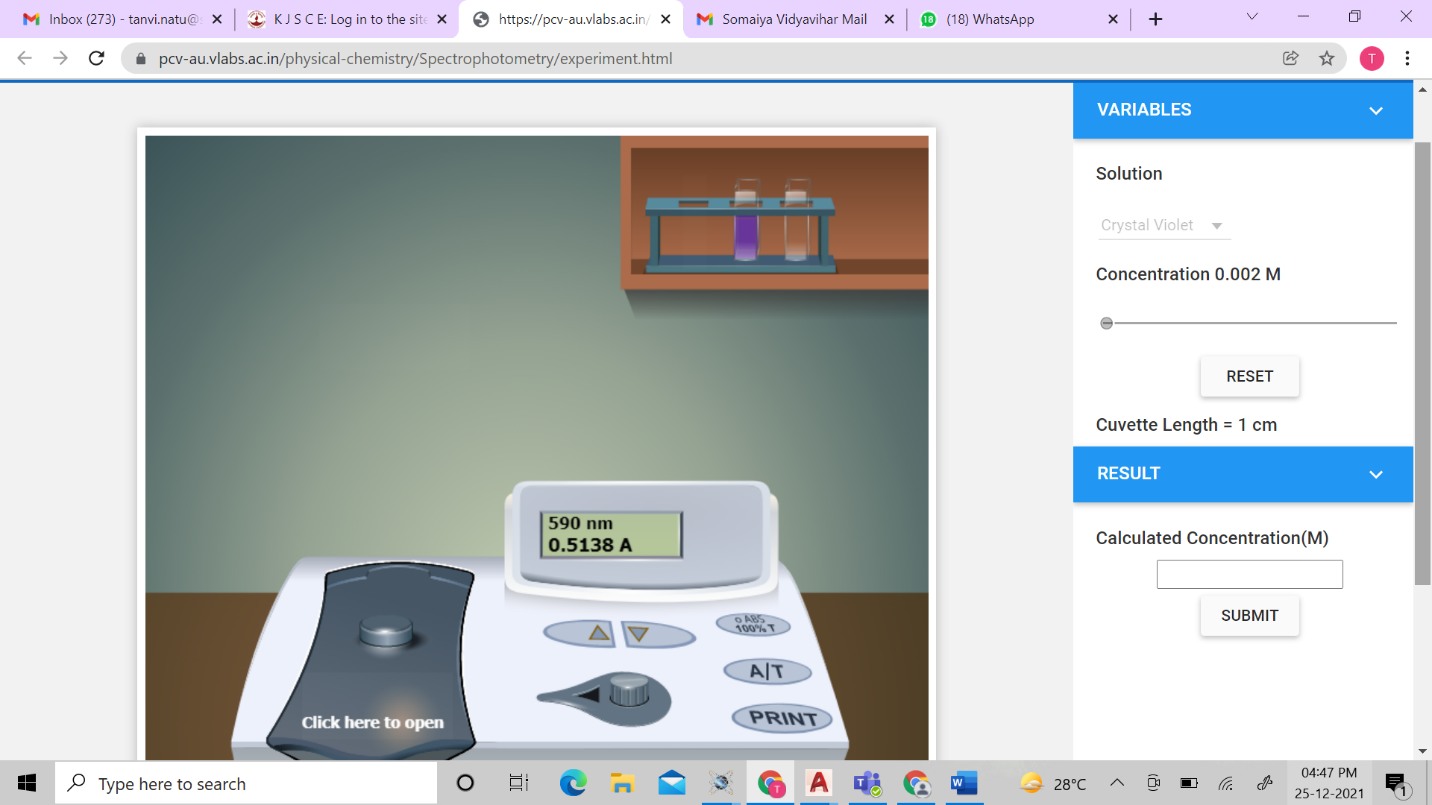 Inbox (273) - tanvi.natu@s
K J S C E: Log in to the site
https://pcv-au.vlabs.ac.in/
Somaiya Vidyavihar Mail
18
(18) WhatsApp
pcv-au.vlabs.ac.in/physical-chemistry/Spectrophotometry/experiment.html
T
VARIABLES
Solution
Crystal Violet
Concentration 0.002 M
RESET
Cuvette Length = 1 cm
RESULT
Calculated Concentration(M)
SUBMIT
590 nm
0.5138 A
o ABS
100% T
A|T
PRINT
Click here to open
Type here to search
28°C
04:47 PM
25-12-2021
1